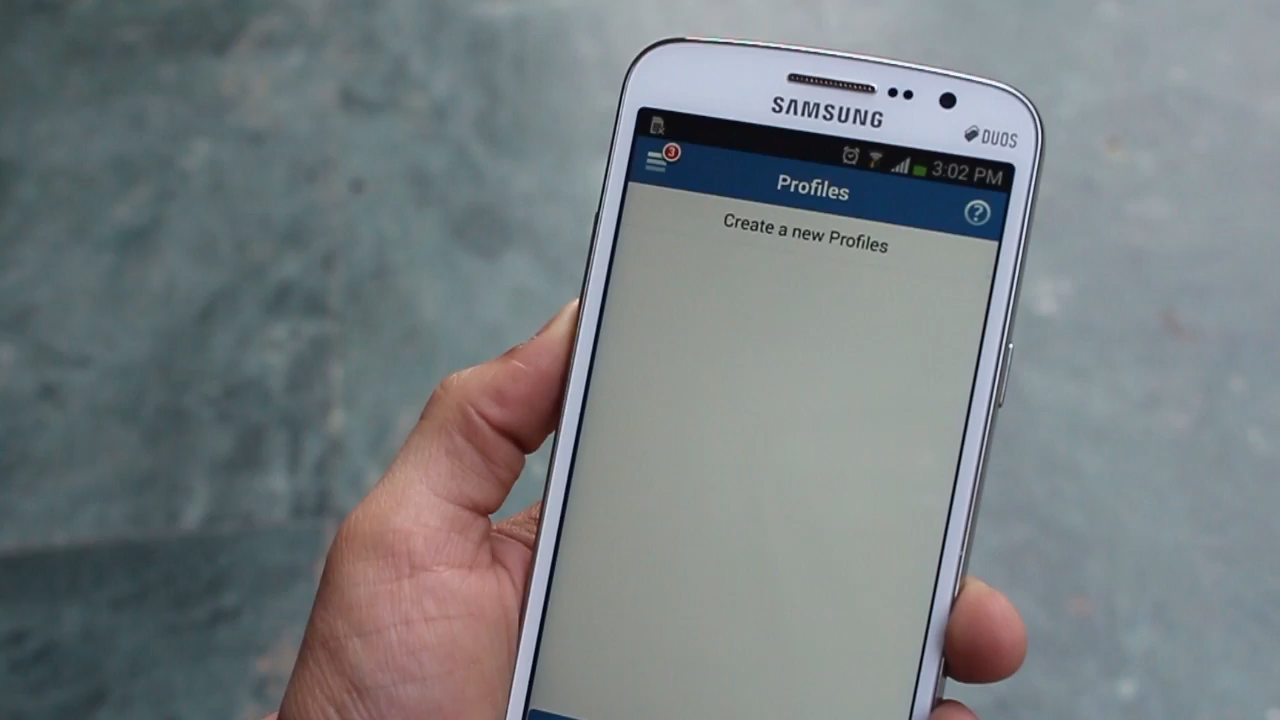 SAMSUNG
DUOS
3:02 PM
3
Profiles
?
Create a new Profiles